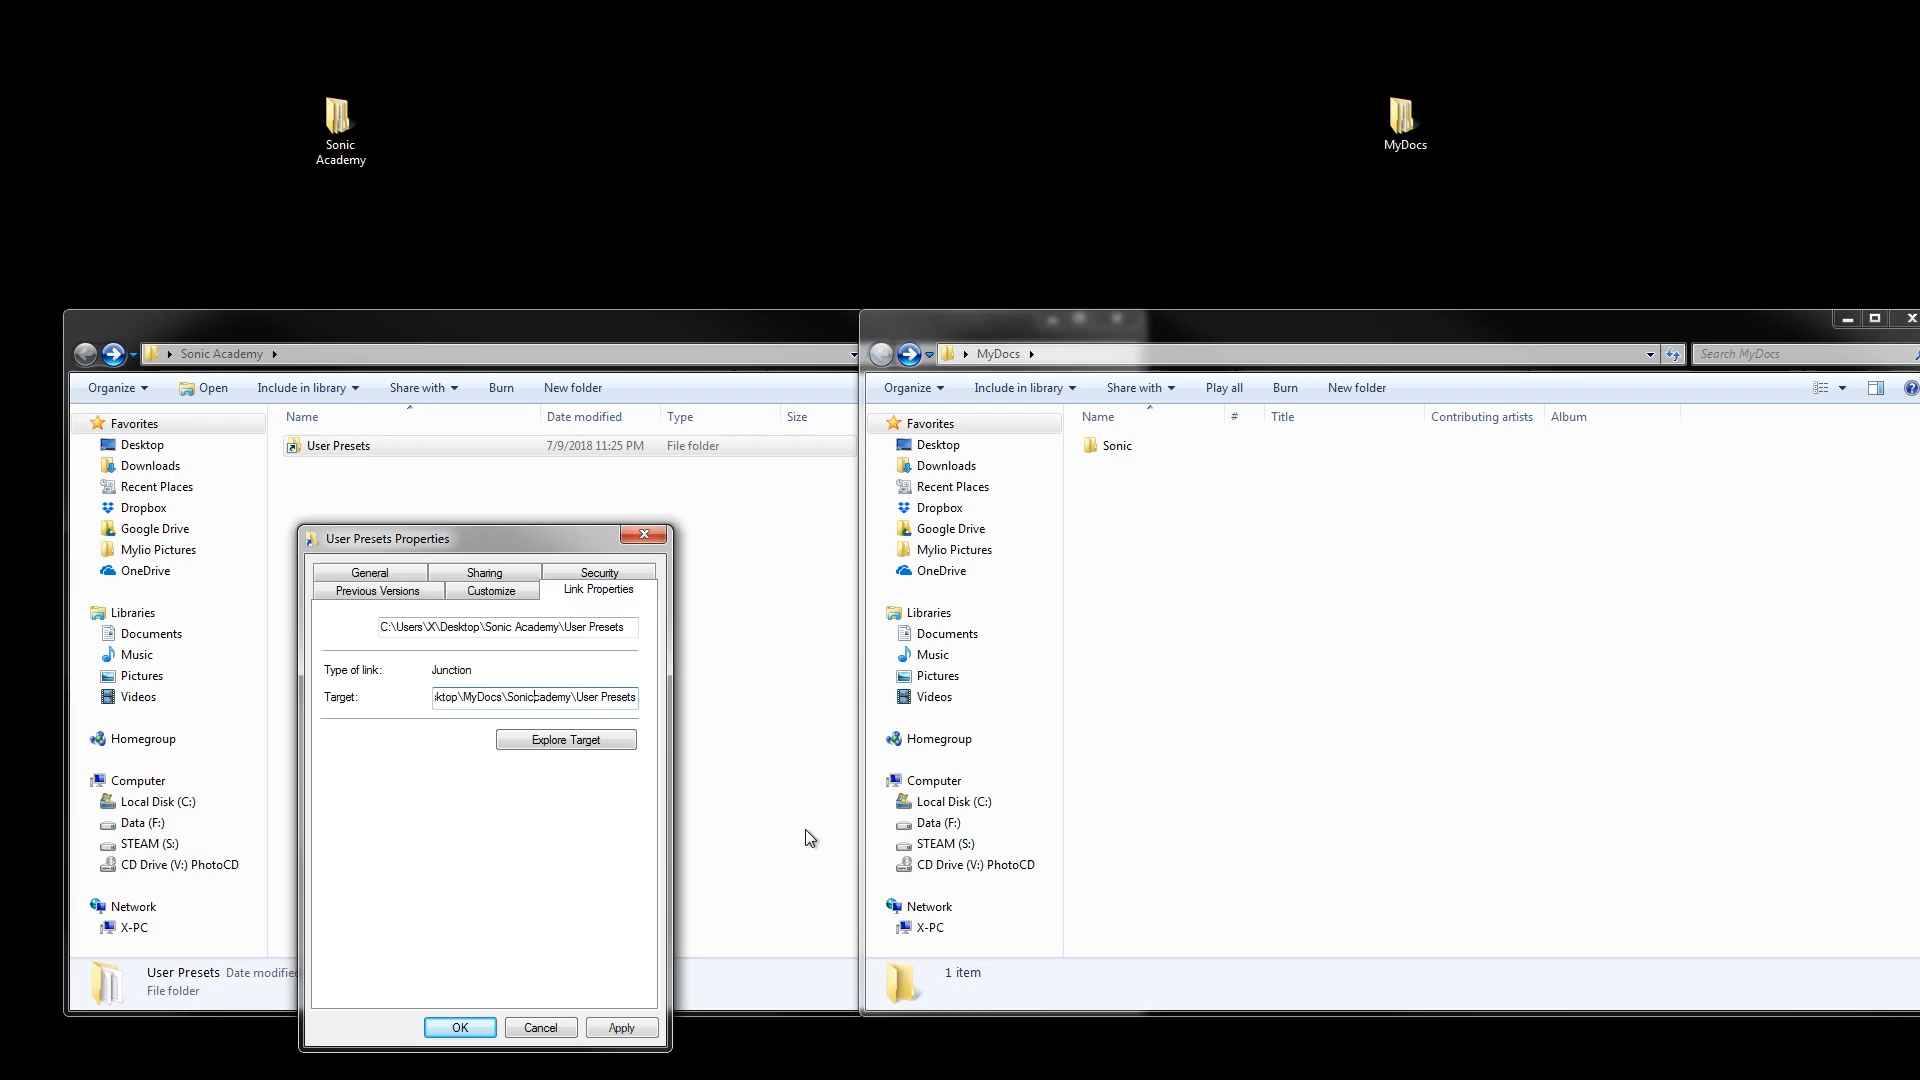 Sonic
Academy
MyDocs
Sonic Academy
Organize
Open
Include in library
Share with
Burn
New folder
Name
Date modified
Type
Size
Favorites
Desktop
Downloads
Recent Places
Dropbox
Google Drive
Mylio Pictures
OneDrive
Libraries
Documents
Music
Pictures
Videos
Homegroup
Computer
Local Disk (C:)
Data (F:)
STEAM (S:)
CD Drive (V:) PhotoCD
Network
X-PC
User Presets
7/9/2018 11:25 PM
File folder
User Presets Date modified
File folder
User Presets Properties
General
Sharing
Security
Previous Versions
Customize
Link Properties
C:\Users\X\Desktop\Sonic Academy\User Presets
Type of link:
Junction
Target:
ktop\MyDocs\Sonicademy\User Presets
Explore Target
OK
Cancel
Apply
MyDocs
Search MyDocs
Organize
Include in library
Share with
Play all
Burn
New folder
Name
#
Title
Contributing artists
Album
Favorites
Desktop
Downloads
Recent Places
Dropbox
Google Drive
Mylio Pictures
OneDrive
Libraries
Documents
Music
Pictures
Videos
Homegroup
Computer
Local Disk (C:)
Data (F:)
STEAM (S:)
CD Drive (V:) PhotoCD
Network
X-PC
Sonic
1 item